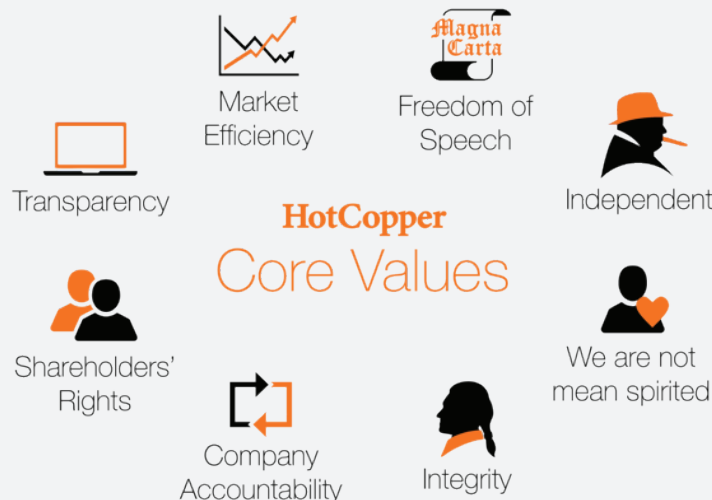 Magna
Carta
Market
Efficiency
Freedom of
Speech
Transparency
Independent
HotCopper
Core Values
Shareholders'
Rights
We are not
mean spirited
Company
Accountability
Integrity